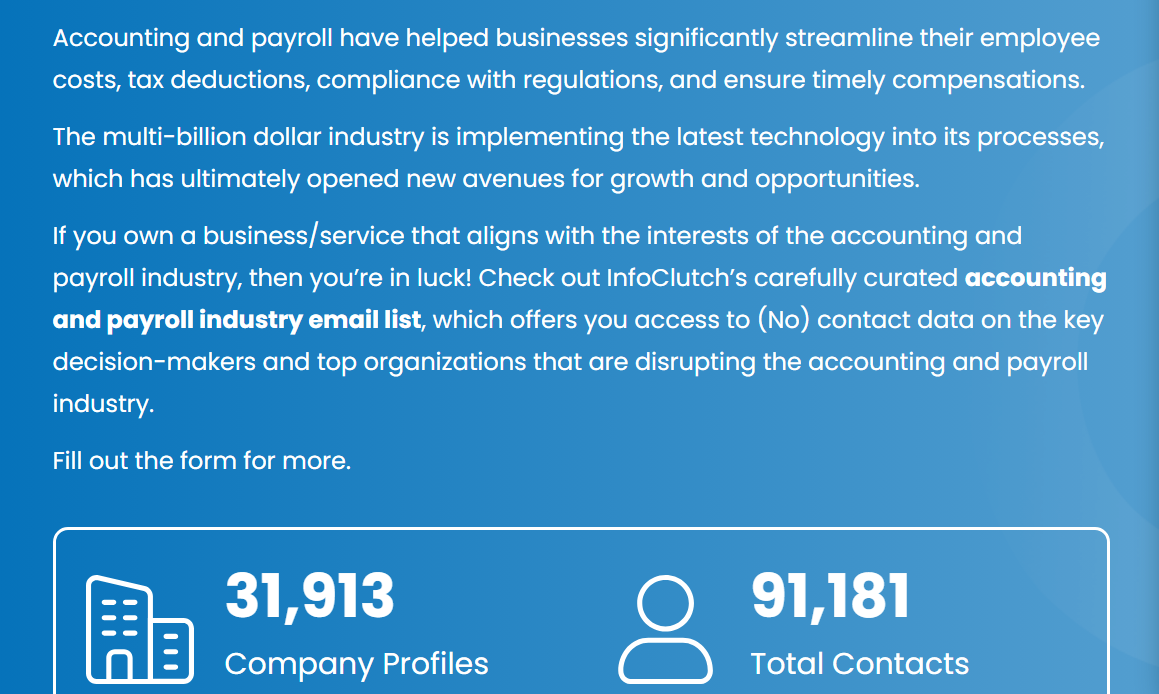 Accounting and payroll have helped businesses significantly streamline their employee
costs, tax deductions, compliance with regulations, and ensure timely compensations.
The multi-billion dollar industry is implementing the latest technology into its processes,
which has ultimately opened new avenues for growth and opportunities.
If you own a business/service that aligns with the interests of the accounting and
payroll industry, then you’re in luck! Check out InfoClutch’s carefully curated accounting
and payroll industry email list, which offers you access to (No) contact data on the key
decision-makers and top organizations that are disrupting the accounting and payroll
industry.
Fill out the form for more.
31,913
Company Profiles
91,181
Total Contacts